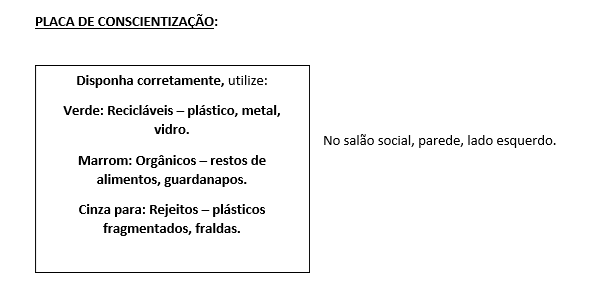 PLACA DE CONSCIENTIZAÇÃO:
Disponha corretamente, utilize:
Verde: Recicláveis – plástico, metal,
vidro.
Marrom: Orgânicos – restos de
alimentos, guardanapos.
Cinza para: Rejeitos – plásticos
fragmentados, fraldas.
No salão social, parede, lado esquerdo.